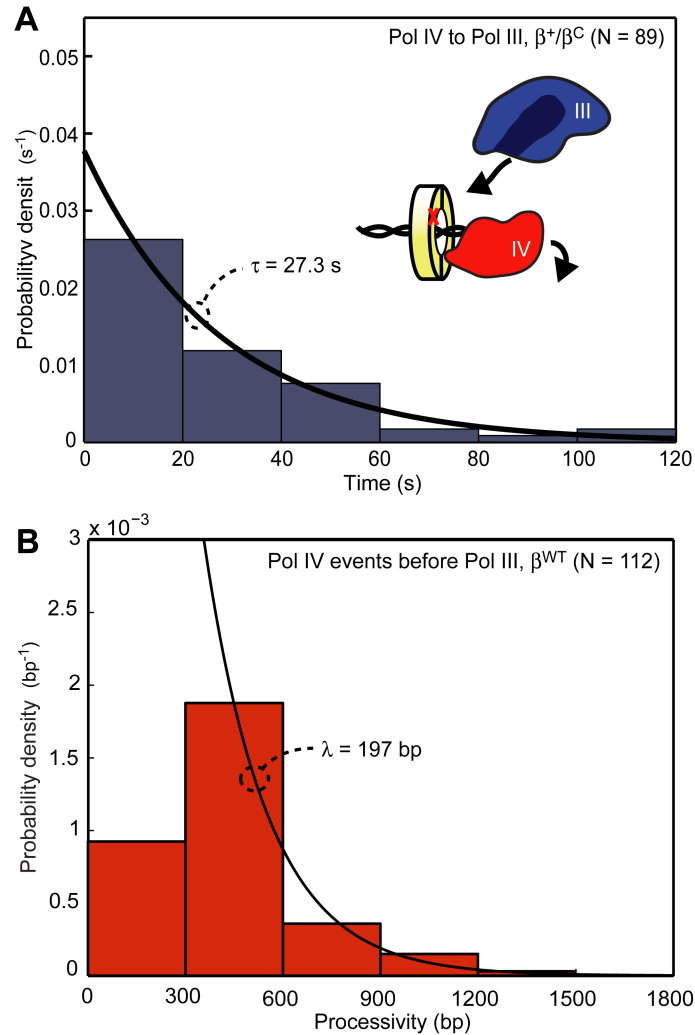 A
Pol IV to Pol III, β⁺/βᶜ (N = 89)
0.05
0.04
0.03
0.02
0.01
0
Probabilityv densit (s⁻¹)
III
IV
x
τ = 27.3 s
0 20 40 60 80 100 120
Time (s)
B
3 x 10⁻³
Pol IV events before Pol III, βᵂᵀ (N = 112)
2.5
2
1.5
1
0.5
0
Probability density (bp⁻¹)
λ = 197 bp
0 300 600 900 1200 1500 1800
Processivity (bp)